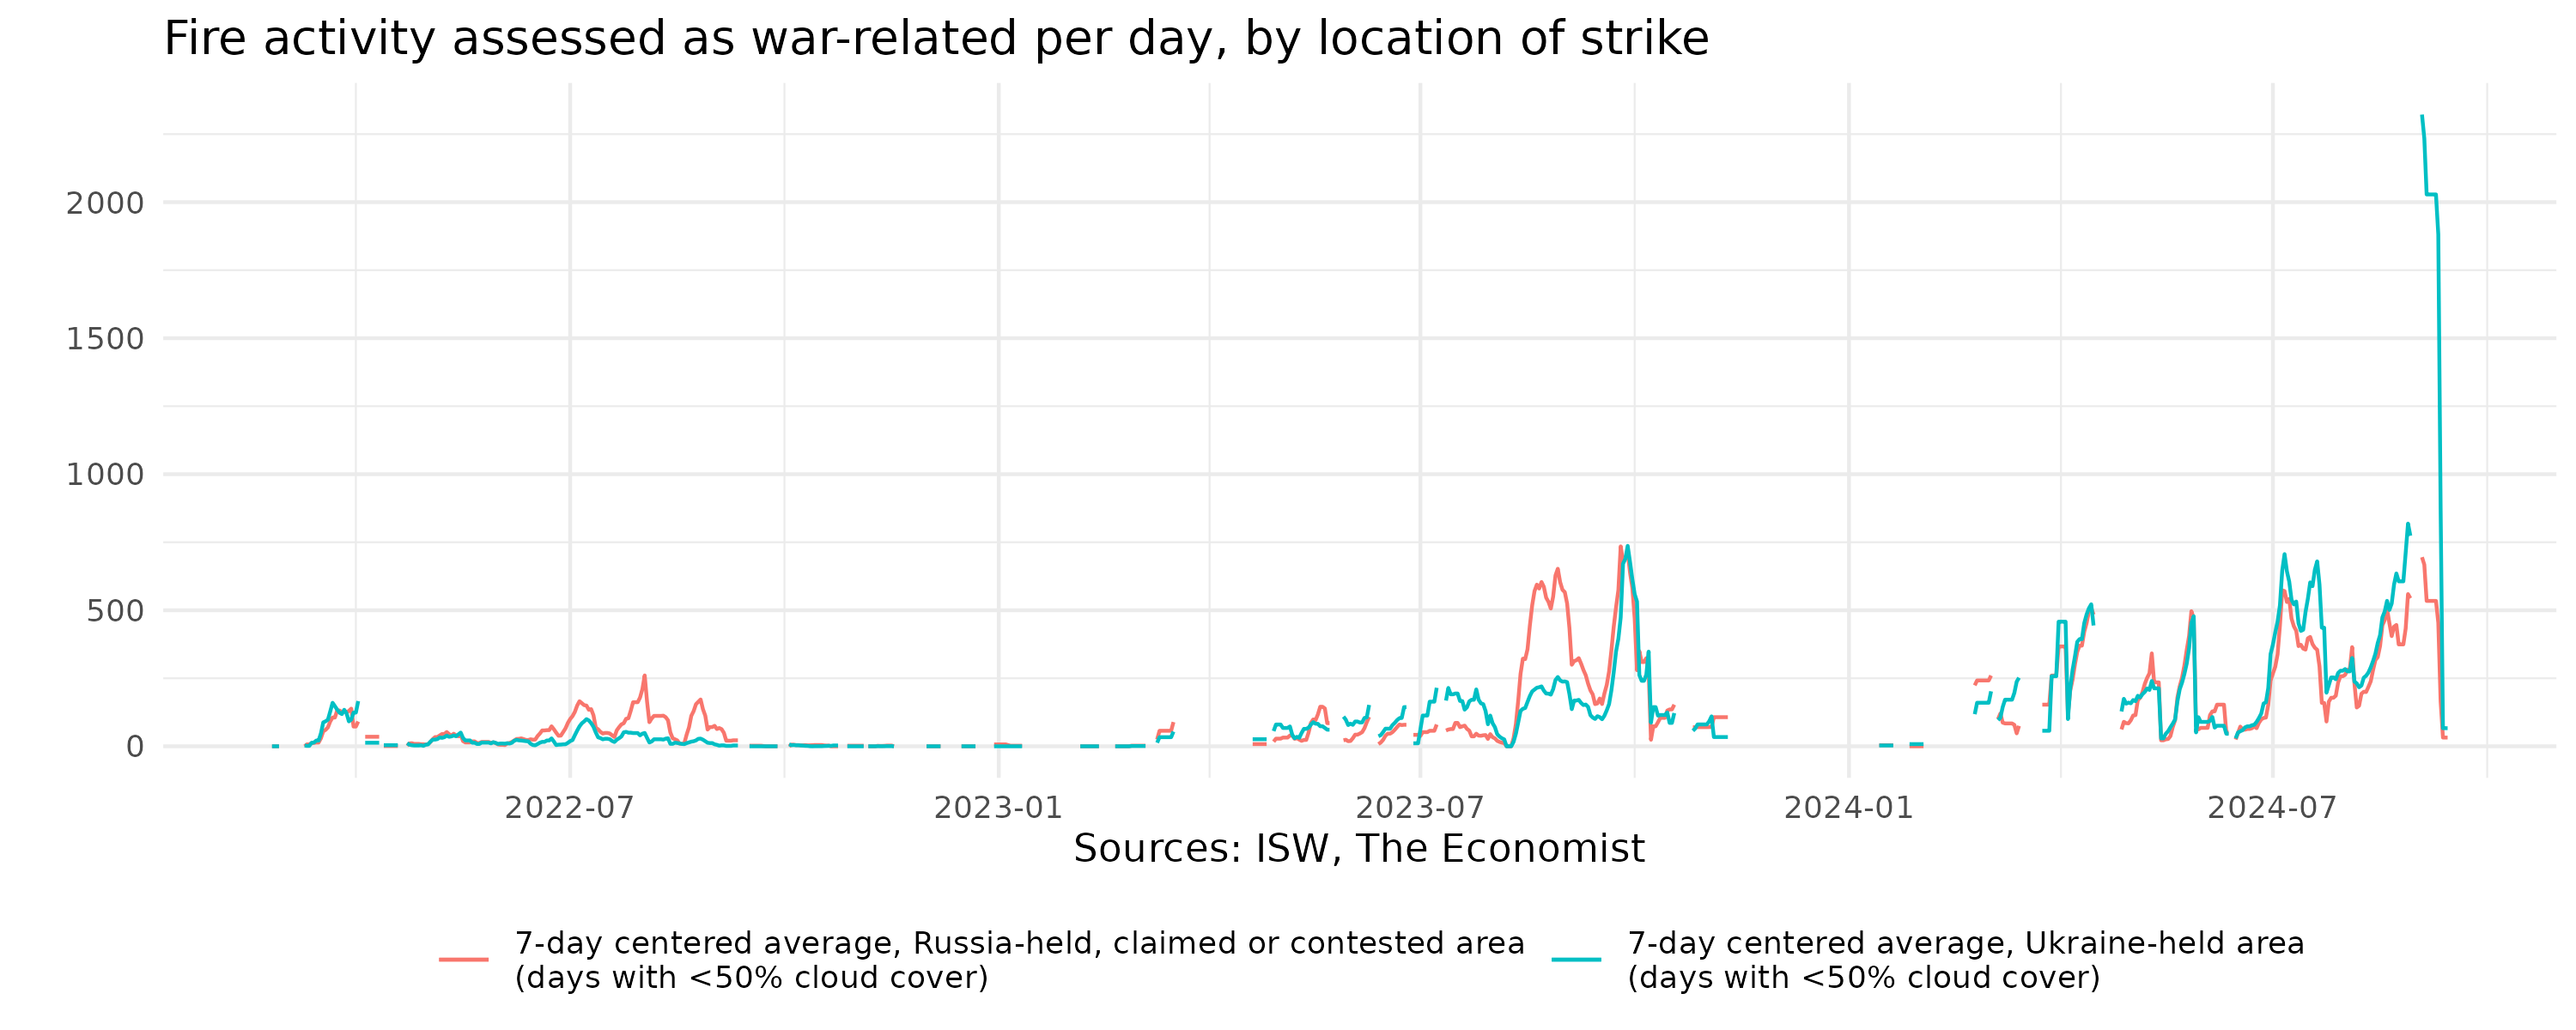 Fire activity assessed as war-related per day, by location of strike
2000
1500
1000
500
0
2022-07
2023-01
2023-07
2024-01
2024-07
Sources: ISW, The Economist
7-day centered average, Russia-held, claimed or contested area
(days with <50% cloud cover)
7-day centered average, Ukraine-held area
(days with <50% cloud cover)